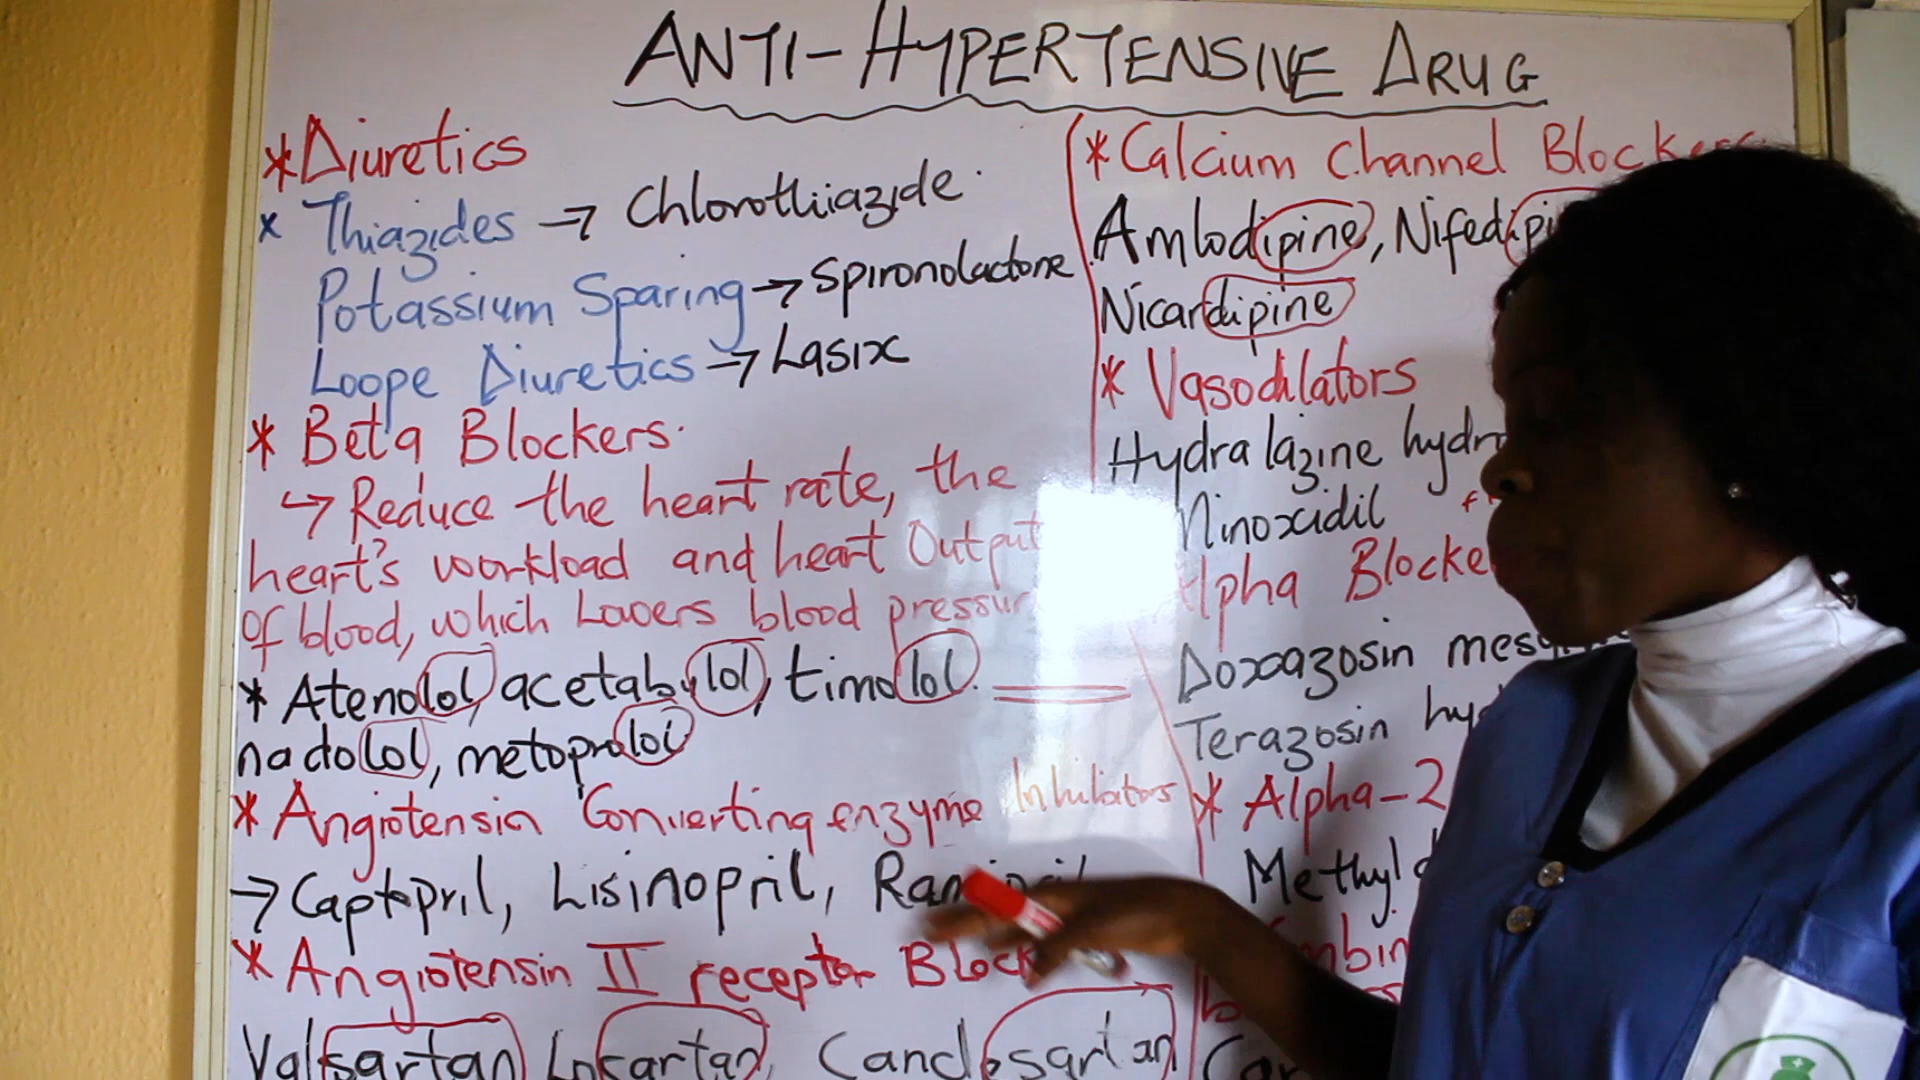 ANTI-HYPERTENSIVE DRUG
* Diuretics
x Thiazides → Chlorothiiazide.
Potassium Sparing → Spironolactone
Loope Diuretics → Lasix
* Beta Blockers.
↪ Reduce the heart rate, the
heart's workload and heart Output
of blood, which Lowers blood
* Atenolol, acetabulol, timolol.
nadolol, metoprolol
* Angiotensin Converting enzyme Inhibitors
→ Captopril, Lisinopril,
* Angiotensin II receptor
Valsartan, Losartan, Candesartan
* Calcium Channel
Amlodipine,
Nicardipine
* Vasodilators
Hydralazine
Minoxidil
Alpha
Doxazosin
Terazosin
* Alpha-2